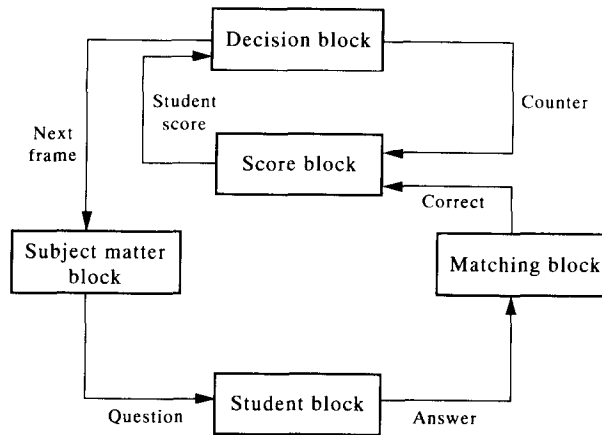 Decision block
Student
score
Counter
Next
frame
Score block
Correct
Subject matter
block
Matching block
Question
Student block
Answer